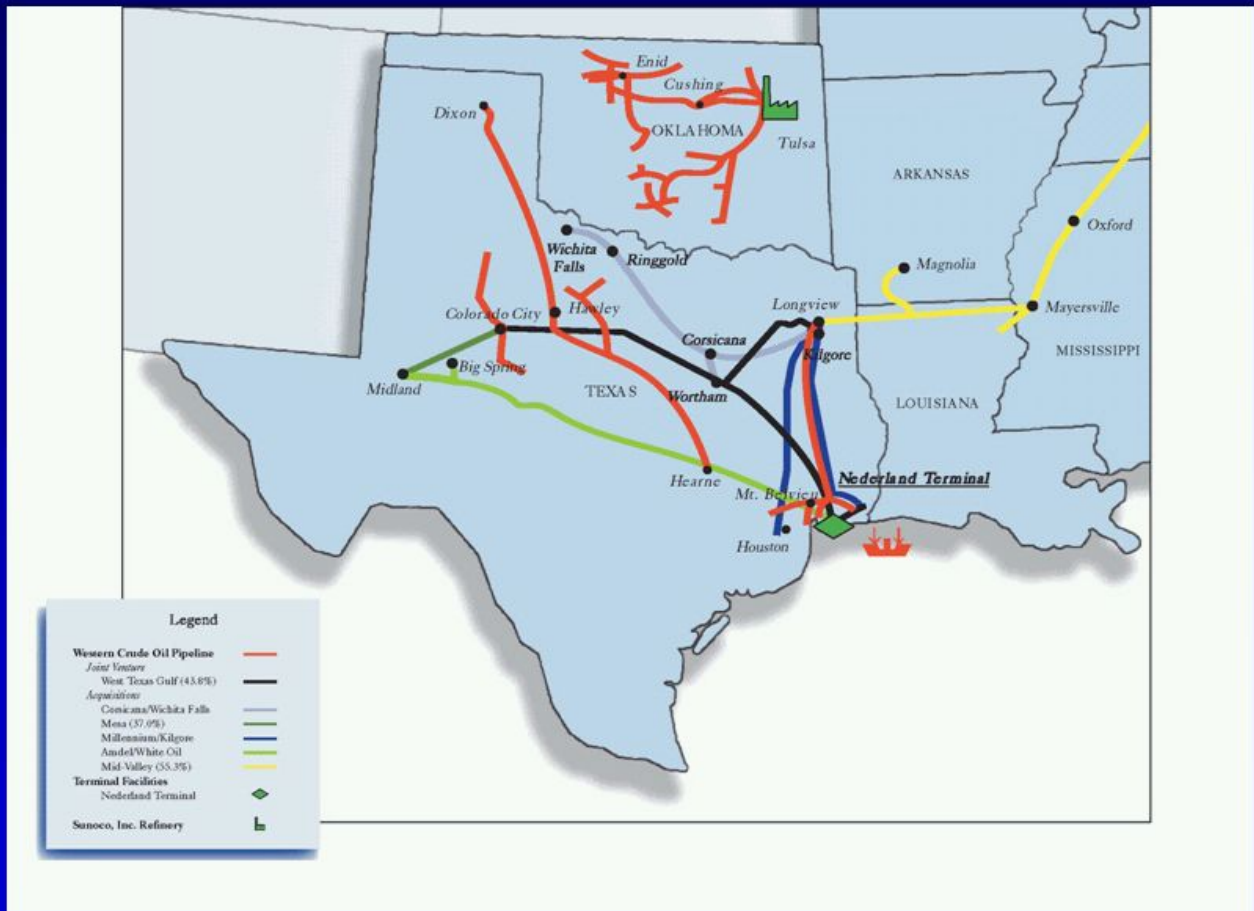 Enid
Cushing
Dixon
OKLAHOMA
Tulsa
ARKANSAS
Oxford
Wichita
Falls
Ringgold
Magnolia
Longview
Mayersville
Colorado City
Hawley
Corsicana
Kilgore
MISSISSIPPI
Big Spring
Midland
TEXAS
Wortham
LOUISIANA
Hearne
Nederland Terminal
Mt. Belvieu
Houston
Legend
Western Crude Oil Pipeline
Joint Venture
West Texas Gulf (43.8%)
Acquisitions
Corsicana/Wichita Falls
Mesa (37.0%)
Millennium/Kilgore
Amdel/White Oil
Mid-Valley (55.3%)
Terminal Facilities
Nederland Terminal
Sunoco, Inc. Refinery